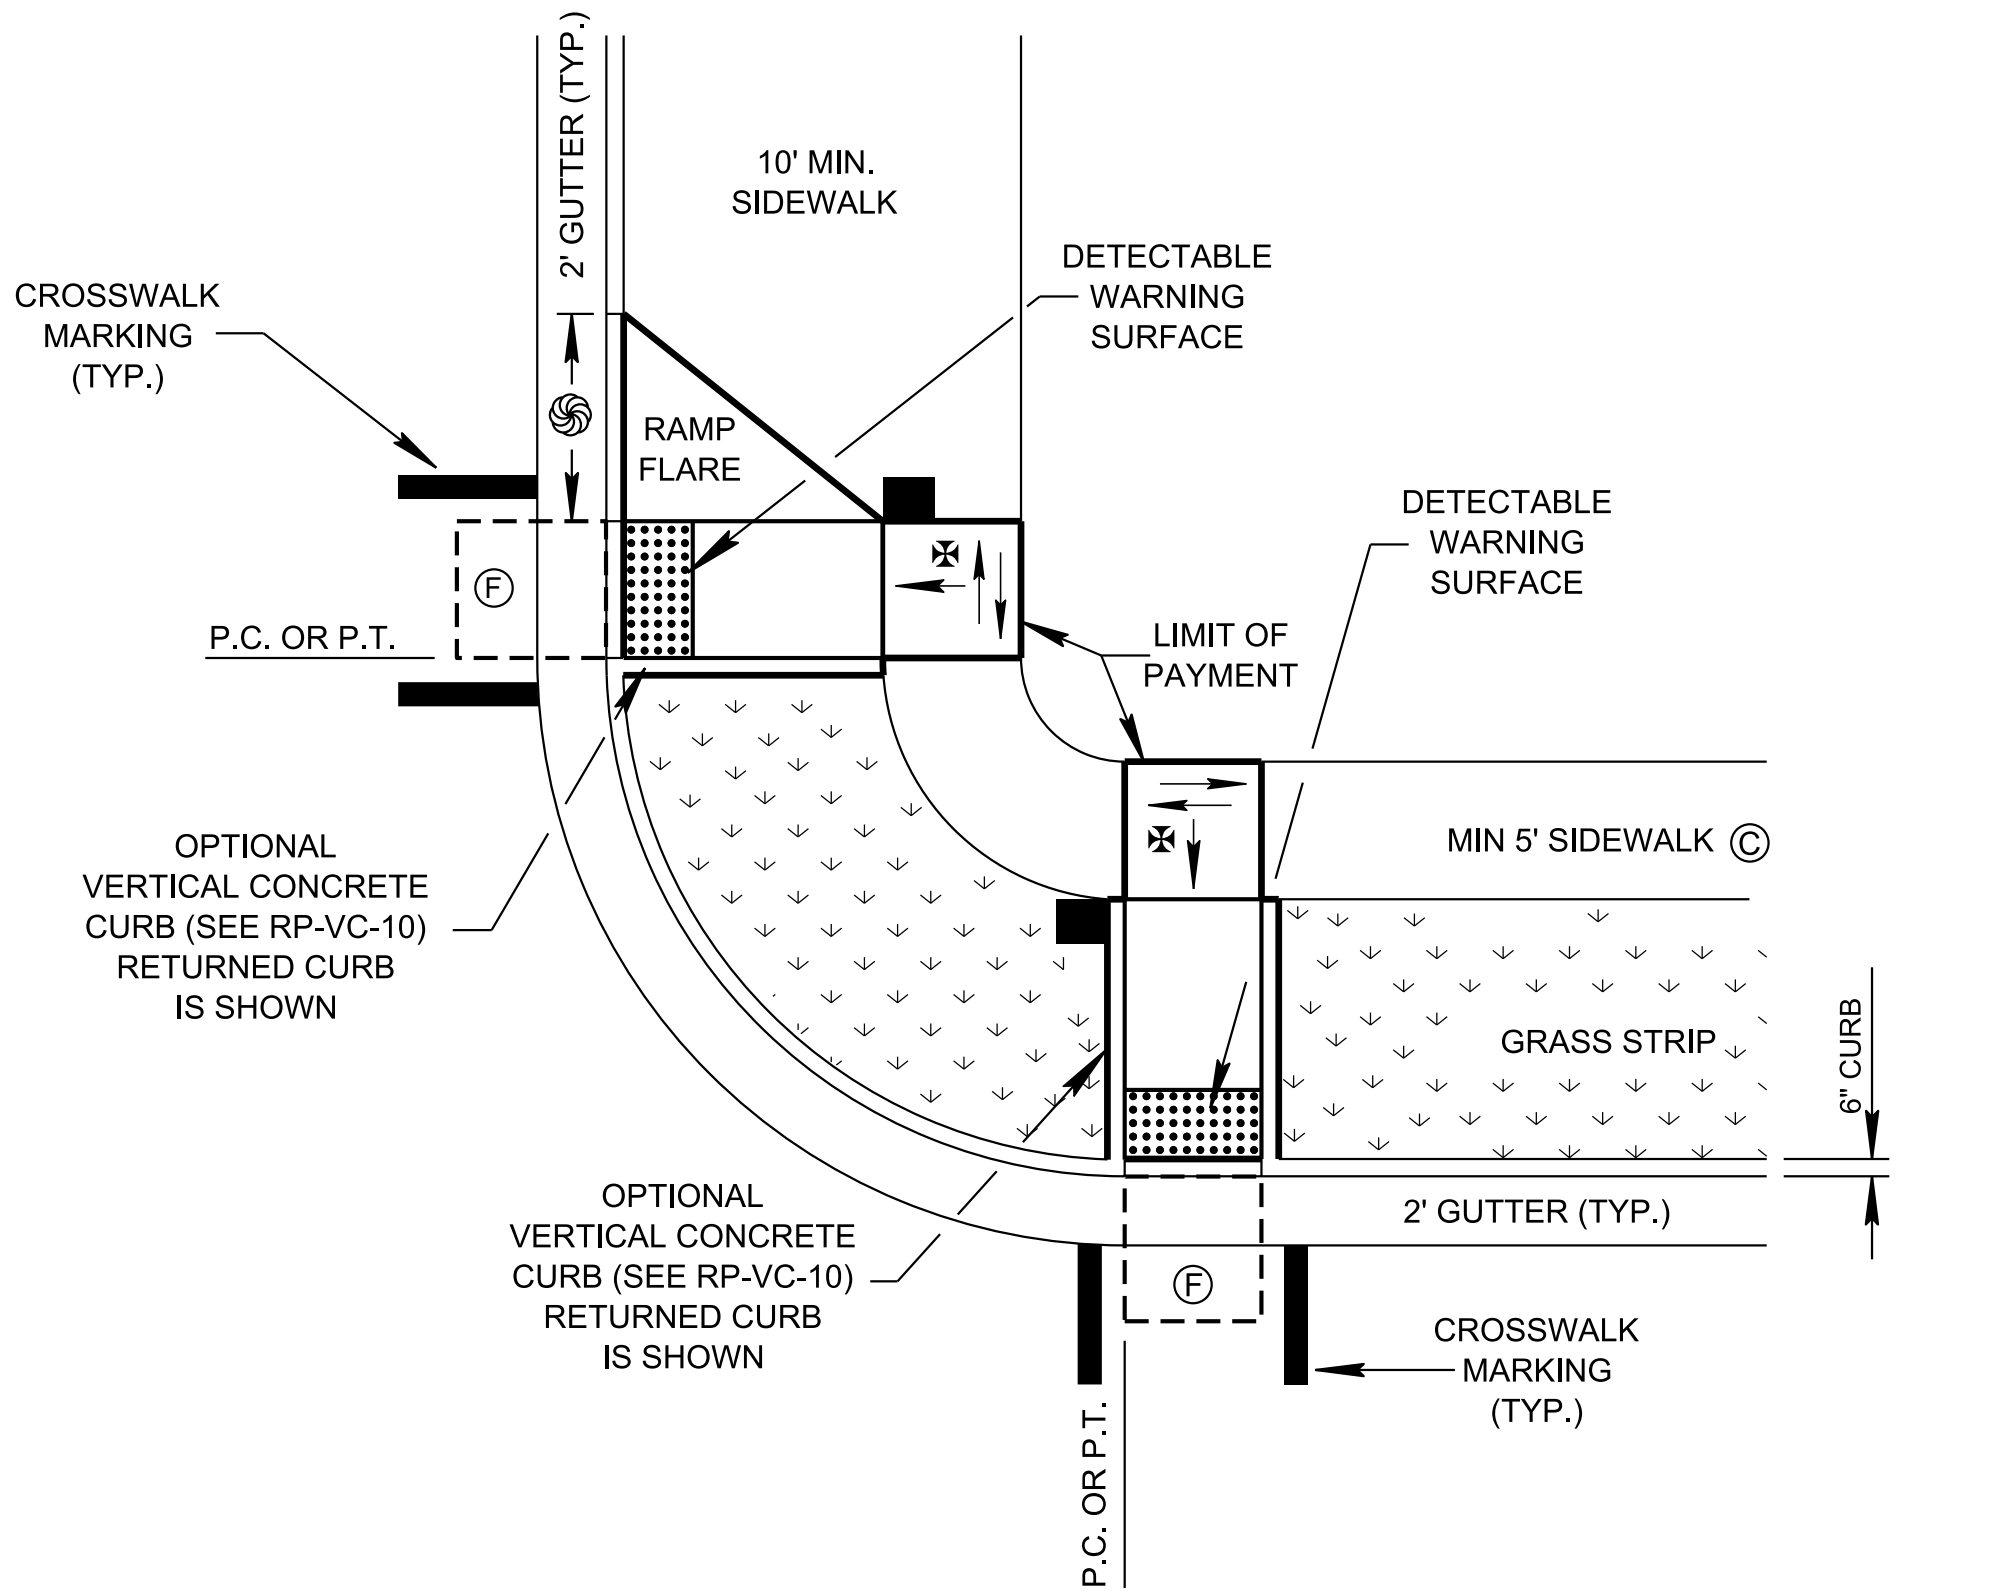 2' GUTTER (TYP.)
10' MIN.
SIDEWALK
DETECTABLE
WARNING
SURFACE
CROSSWALK
MARKING
(TYP.)
RAMP
FLARE
DETECTABLE
WARNING
SURFACE
F
P.C. OR P.T.
LIMIT OF
PAYMENT
MIN 5' SIDEWALK C
OPTIONAL
VERTICAL CONCRETE
CURB (SEE RP-VC-10)
RETURNED CURB
IS SHOWN
GRASS STRIP
6" CURB
OPTIONAL
VERTICAL CONCRETE
CURB (SEE RP-VC-10)
RETURNED CURB
IS SHOWN
2' GUTTER (TYP.)
F
CROSSWALK
MARKING
(TYP.)
P.C. OR P.T.